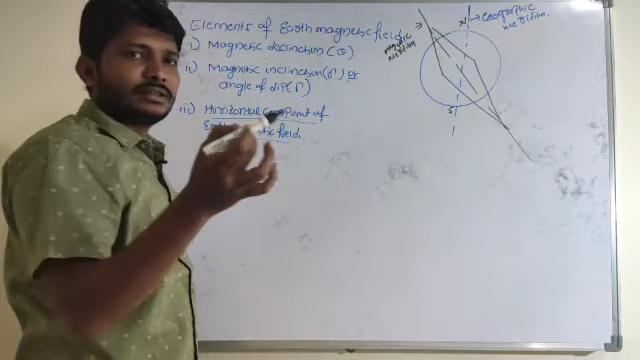 Elements of Earth magnetic field
i) Magnetic declination (θ)
ii) Magnetic inclination (δ) or
angle of dip (δ)
iii) Horizontal of
field.
Geographic
meridian.
magnetic
meridian
N'
S'